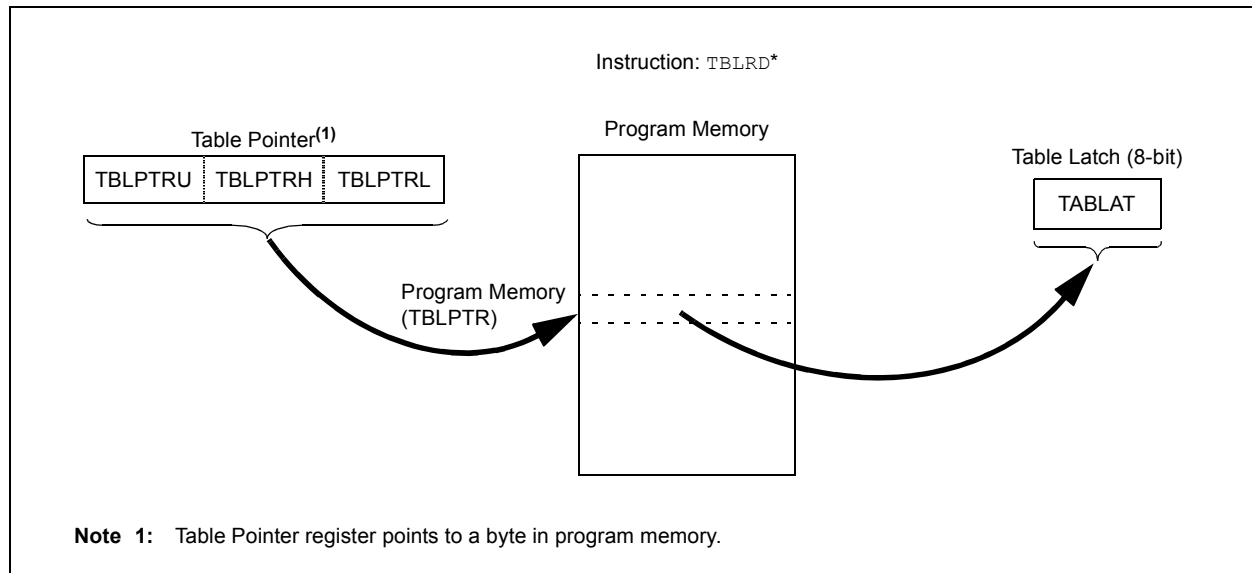 Instruction: TBLRD*
Table Pointer(1)
Program Memory
Table Latch (8-bit)
TBLPTRU TBLPTRH TBLPTRL
TABLAT
Program Memory
(TBLPTR)
Note 1: Table Pointer register points to a byte in program memory.